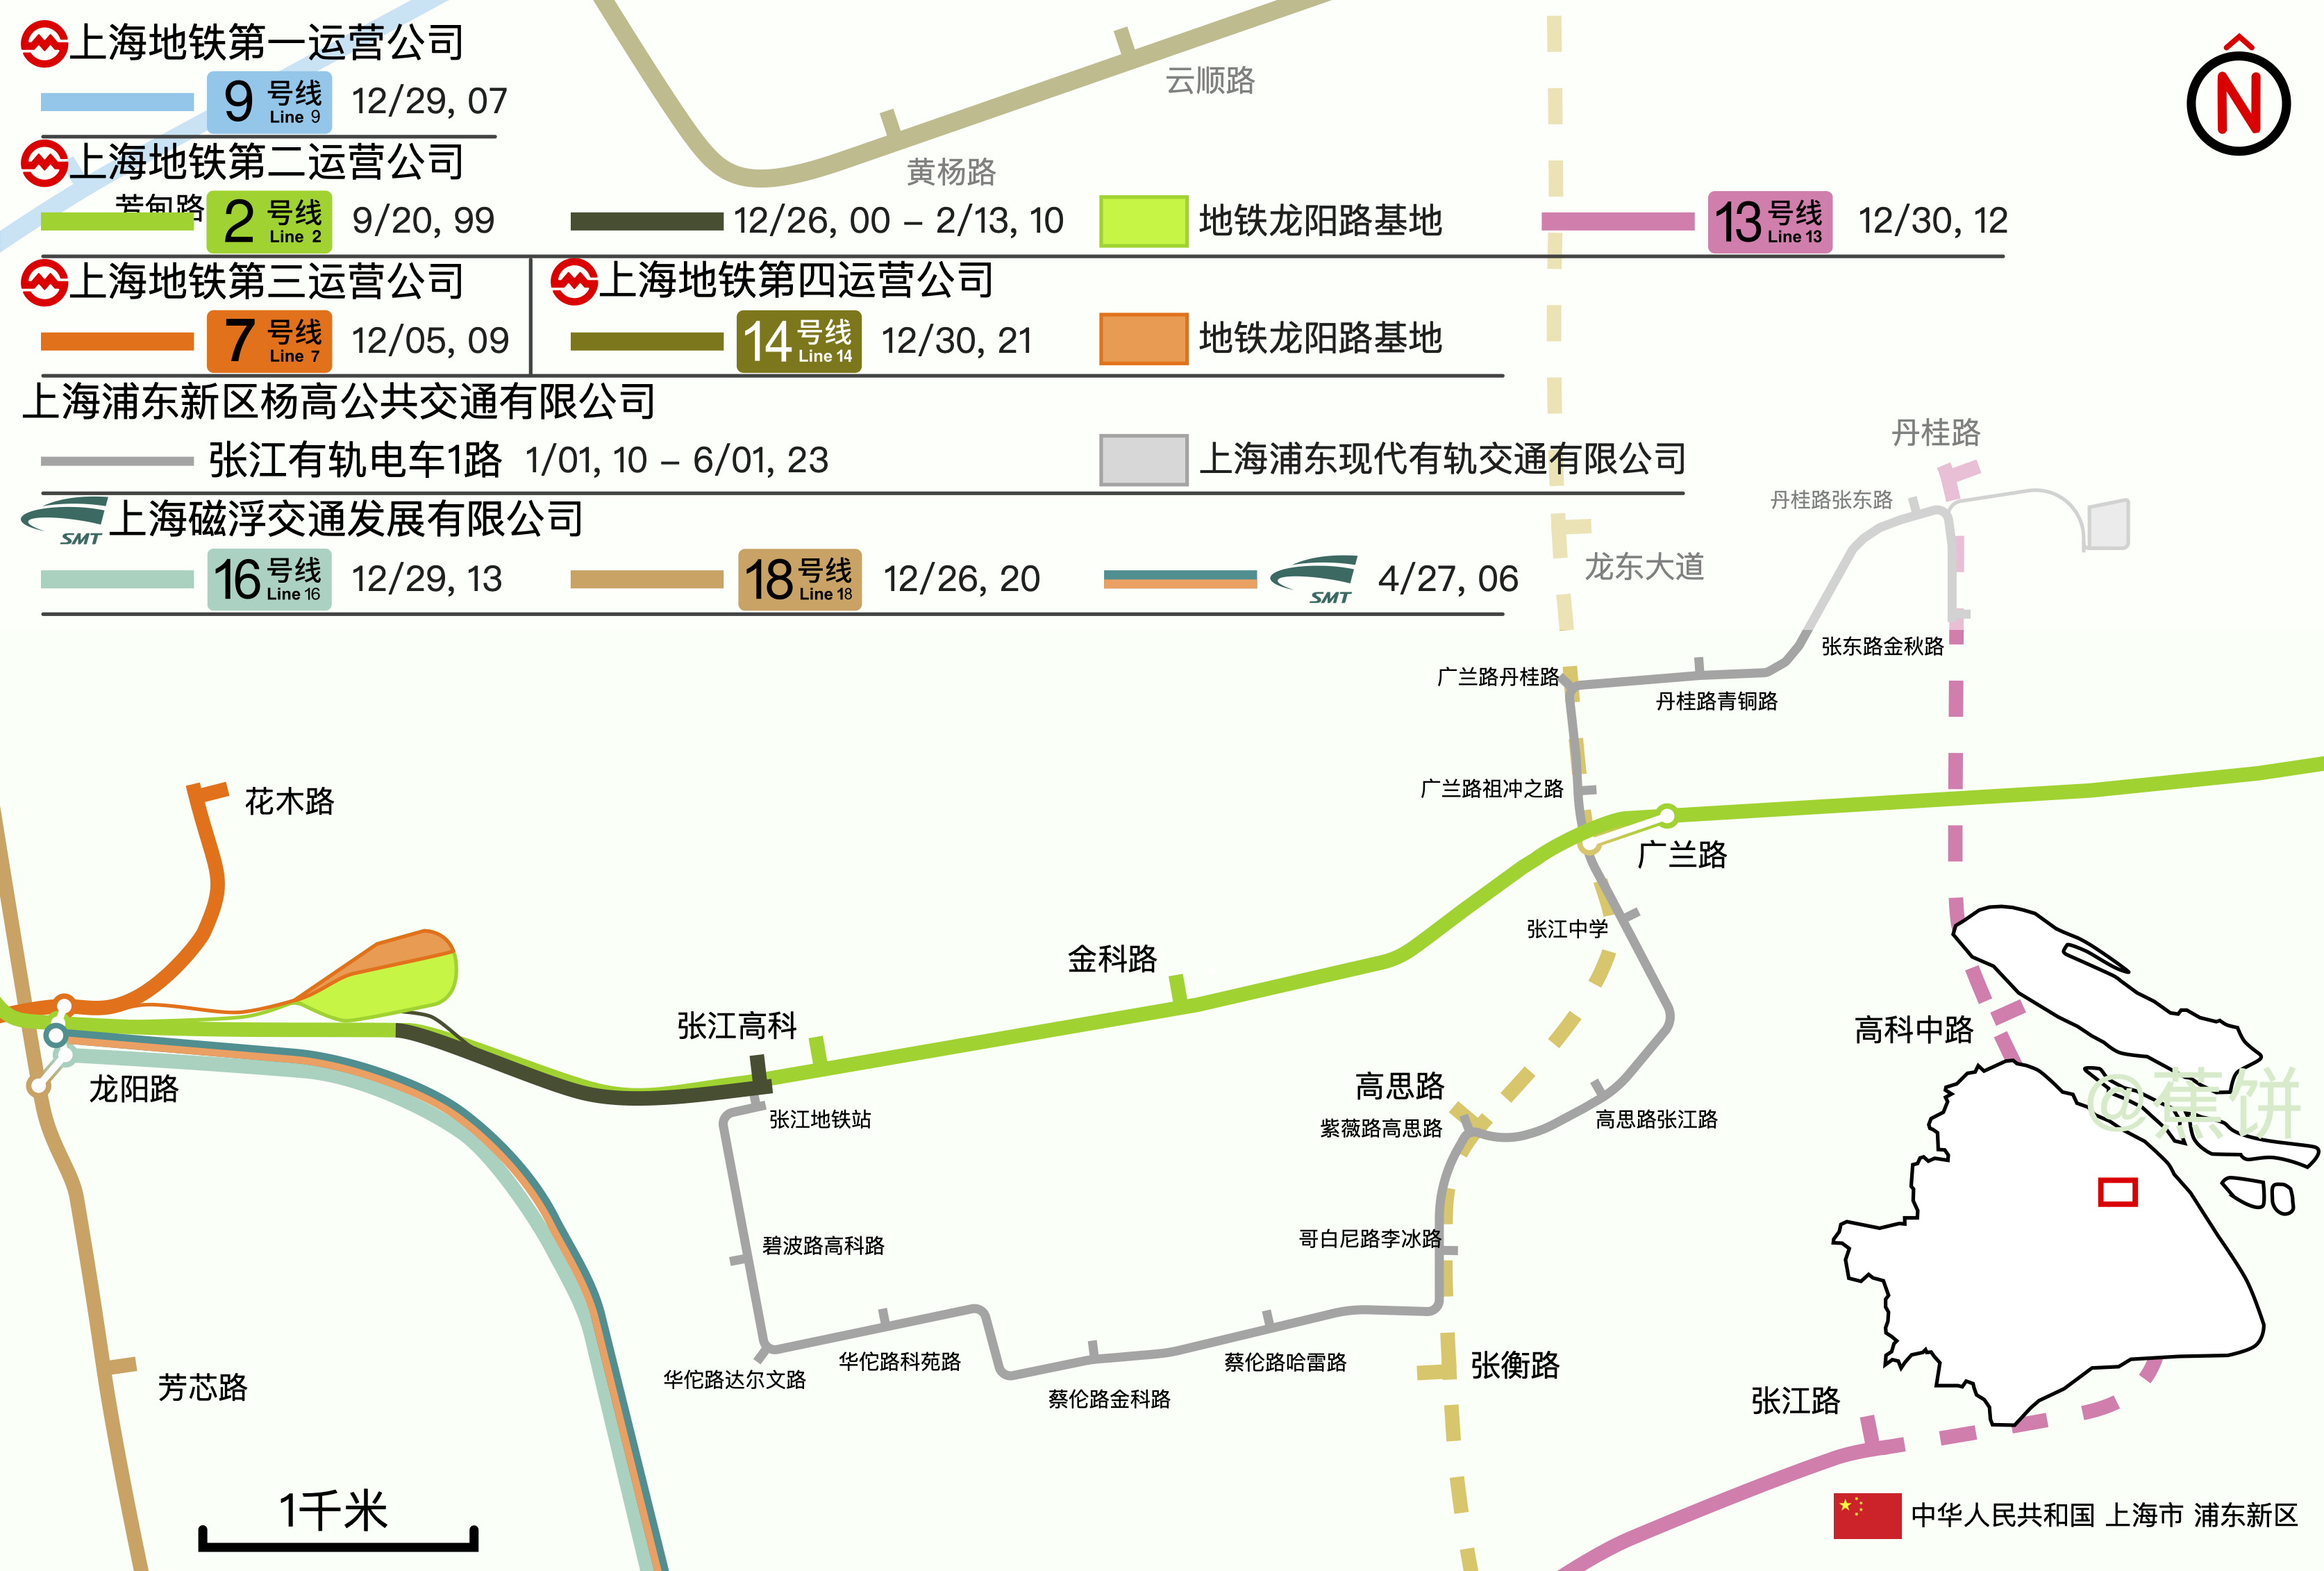 上海地铁第一运营公司
9 号线 Line 9 12/29, 07
上海地铁第二运营公司
芳甸路
2 号线 Line 2 9/20, 99 12/26, 00 – 2/13, 10 地铁龙阳路基地 13 号线 Line 13 12/30, 12
上海地铁第三运营公司 上海地铁第四运营公司
7 号线 Line 7 12/05, 09 14 号线 Line 14 12/30, 21 地铁龙阳路基地
上海浦东新区杨高公共交通有限公司
张江有轨电车1路 1/01, 10 – 6/01, 23 上海浦东现代有轨交通有限公司
SMT 上海磁浮交通发展有限公司
16 号线 Line 16 12/29, 13 18 号线 Line 18 12/26, 20 SMT 4/27, 06
N
云顺路
黄杨路
丹桂路
丹桂路张东路
龙东大道
张东路金秋路
广兰路丹桂路
丹桂路青铜路
广兰路祖冲之路
花木路
广兰路
张江中学
金科路
张江高科
高科中路
龙阳路
高思路
张江地铁站
紫薇路高思路
高思路张江路
@蕉饼
碧波路高科路
哥白尼路李冰路
华佗路达尔文路
华佗路科苑路
蔡伦路哈雷路
蔡伦路金科路
张衡路
芳芯路
张江路
1千米
中华人民共和国 上海市 浦东新区